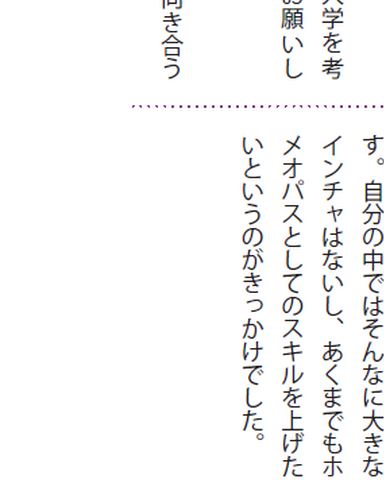 学を考
願いし
き合う
す。自分の中ではそんなに大きな
インチャはないし、あくまでもホ
メオパスとしてのスキルを上げた
いというのがきっかけでした。